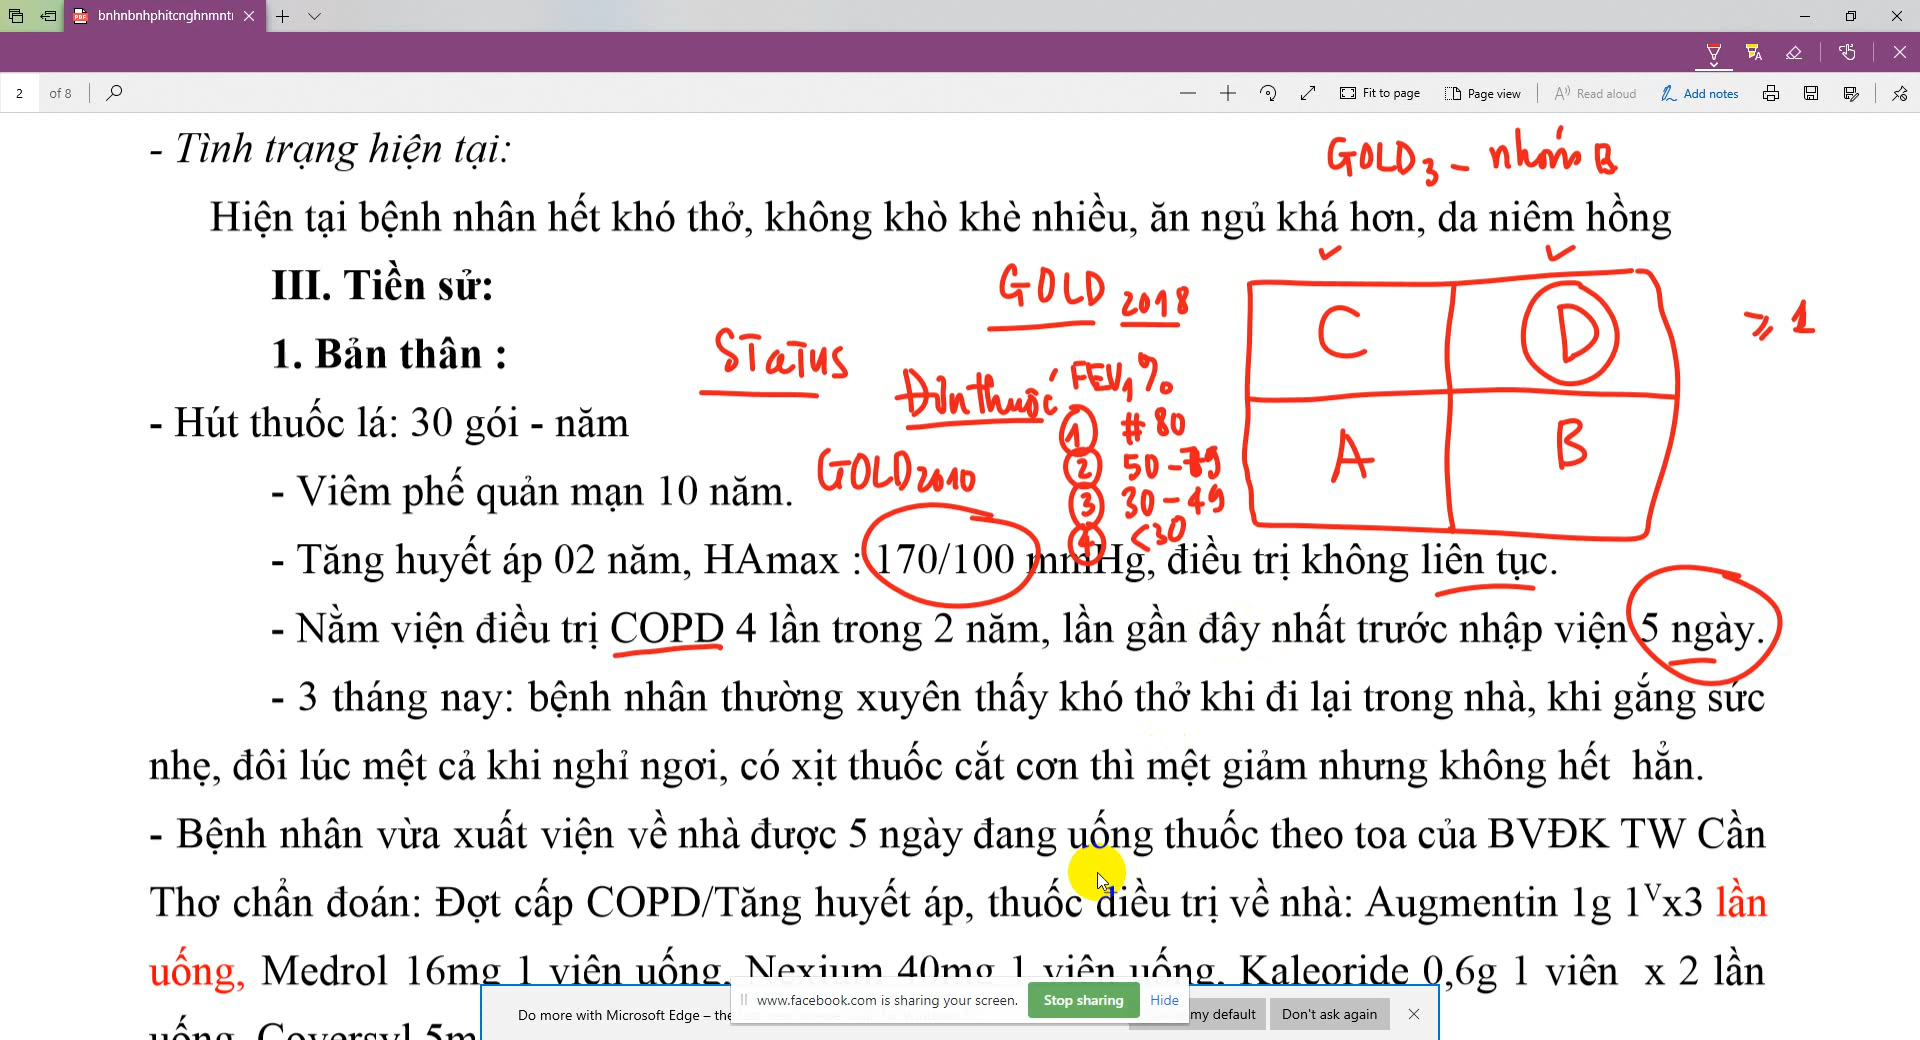 bnhnbnhphitcnghnmntı
2 of 8
Fit to page
Page view
Read aloud
Add notes
- Tình trạng hiện tại:
GOLD 3 - nhóm B
Hiện tại bệnh nhân hết khó thở, không khò khè nhiều, ăn ngủ khá hơn, da niêm hồng
III. Tiền sử:
GOLD 2018
C
D
≥ 1
1. Bản thân :
Status
FEV1 %
Đơn thuốc
1 # 80
- Hút thuốc lá: 30 gói - năm
A
B
2 50 - 79
GOLD 2010
3 30 - 49
- Viêm phế quản mạn 10 năm.
4 <30
- Tăng huyết áp 02 năm, HAmax : 170/100 mmHg, điều trị không liên tục.
- Nằm viện điều trị COPD 4 lần trong 2 năm, lần gần đây nhất trước nhập viện 5 ngày.
- 3 tháng nay: bệnh nhân thường xuyên thấy khó thở khi đi lại trong nhà, khi gắng sức
nhẹ, đôi lúc mệt cả khi nghỉ ngơi, có xịt thuốc cắt cơn thì mệt giảm nhưng không hết hẳn.
- Bệnh nhân vừa xuất viện về nhà được 5 ngày đang uống thuốc theo toa của BVĐK TW Cần
Thơ chẩn đoán: Đợt cấp COPD/Tăng huyết áp, thuốc điều trị về nhà: Augmentin 1g 1Vx3 lần
uống, Medrol 16mg 1 viên uống, Nexium 40mg 1 viên uống, Kaleoride 0,6g 1 viên x 2 lần
uống, Coversyl 5m
www.facebook.com is sharing your screen.
Stop sharing
Hide
Do more with Microsoft Edge – the
my default
Don't ask again